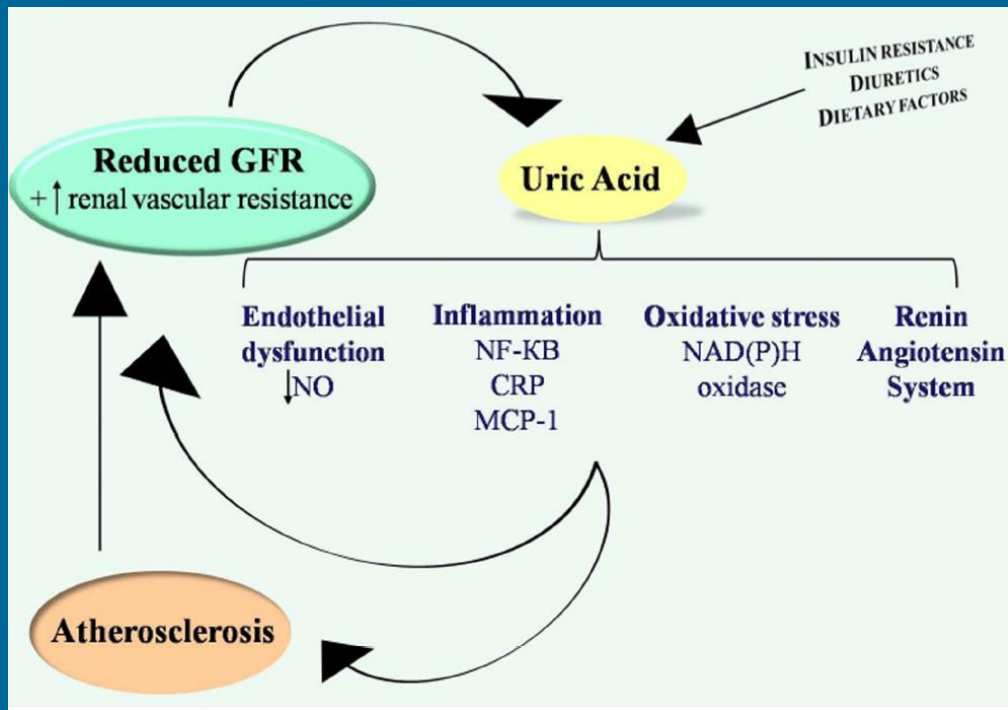 INSULIN RESISTANCE
DIURETICS
DIETARY FACTORS
Reduced GFR
+ ↑ renal vascular resistance
Uric Acid
Endothelial
dysfunction
↓NO
Inflammation
NF-KB
CRP
MCP-1
Oxidative stress
NAD(P)H
oxidase
Renin
Angiotensin
System
Atherosclerosis